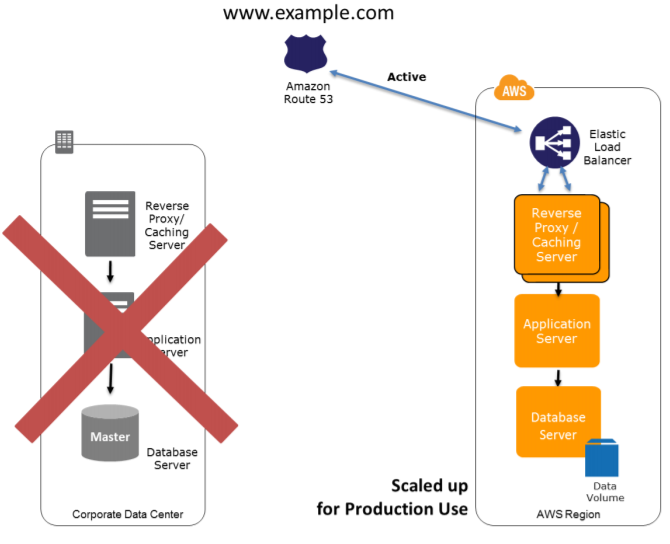 www.example.com
Amazon
Route 53
Active
AWS
Elastic
Load
Balancer
Reverse
Proxy/
Caching
Server
Application
Server
Master
Database
Server
Corporate Data Center
Reverse
Proxy /
Caching
Server
Application
Server
Database
Server
Data
Volume
AWS Region
Scaled up
for Production Use